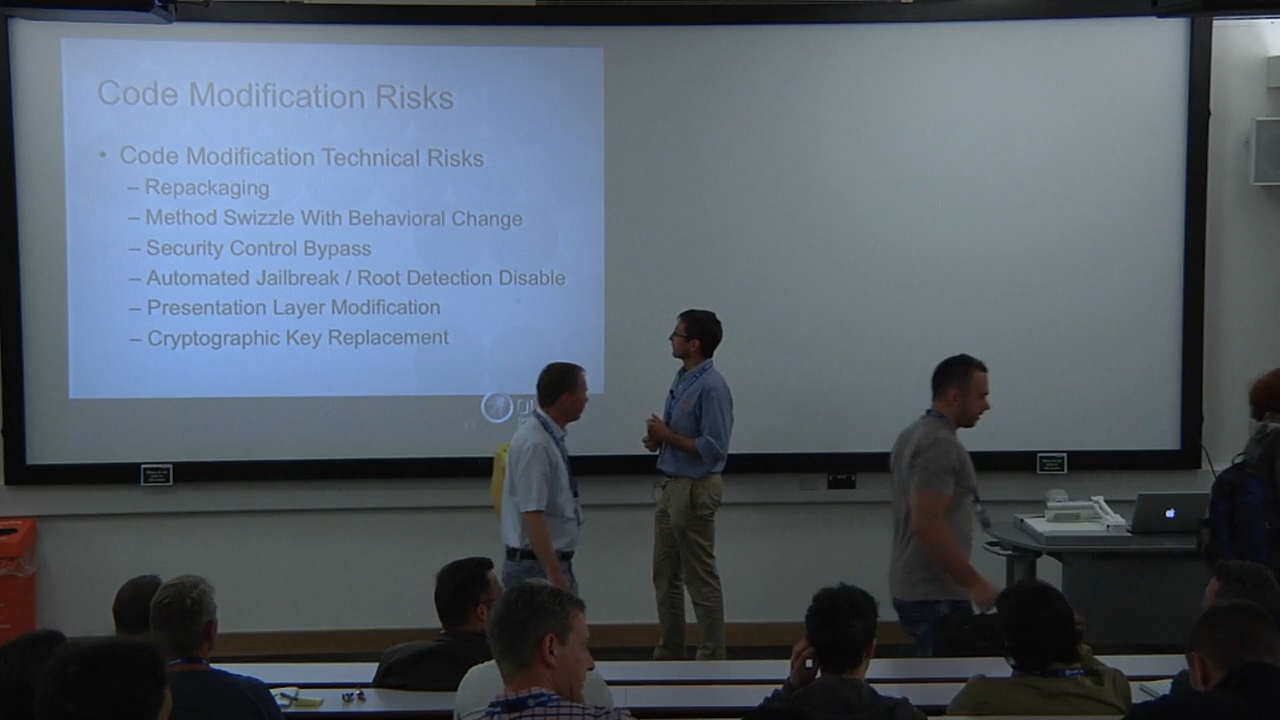 Code Modification Risks
• Code Modification Technical Risks
– Repackaging
– Method Swizzle With Behavioral Change
– Security Control Bypass
– Automated Jailbreak / Root Detection Disable
– Presentation Layer Modification
– Cryptographic Key Replacement